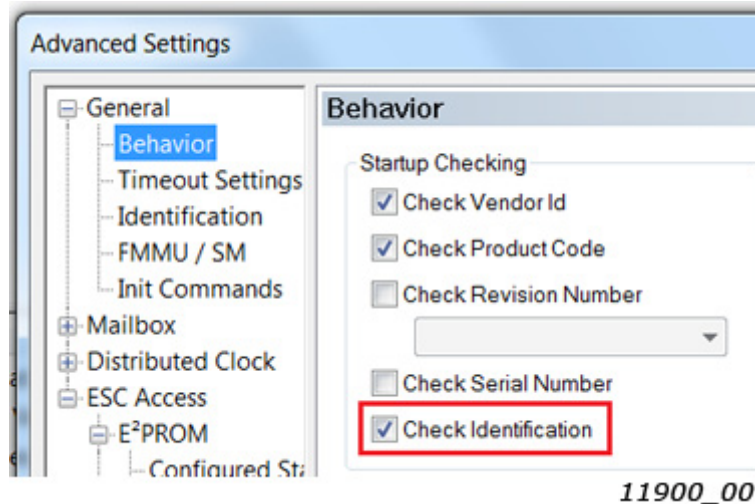 Advanced Settings
General
Behavior
Timeout Settings
Identification
FMMU / SM
Init Commands
Mailbox
Distributed Clock
ESC Access
E²PROM
Behavior
Startup Checking
Check Vendor Id
Check Product Code
Check Revision Number
Check Serial Number
Check Identification
11900_00